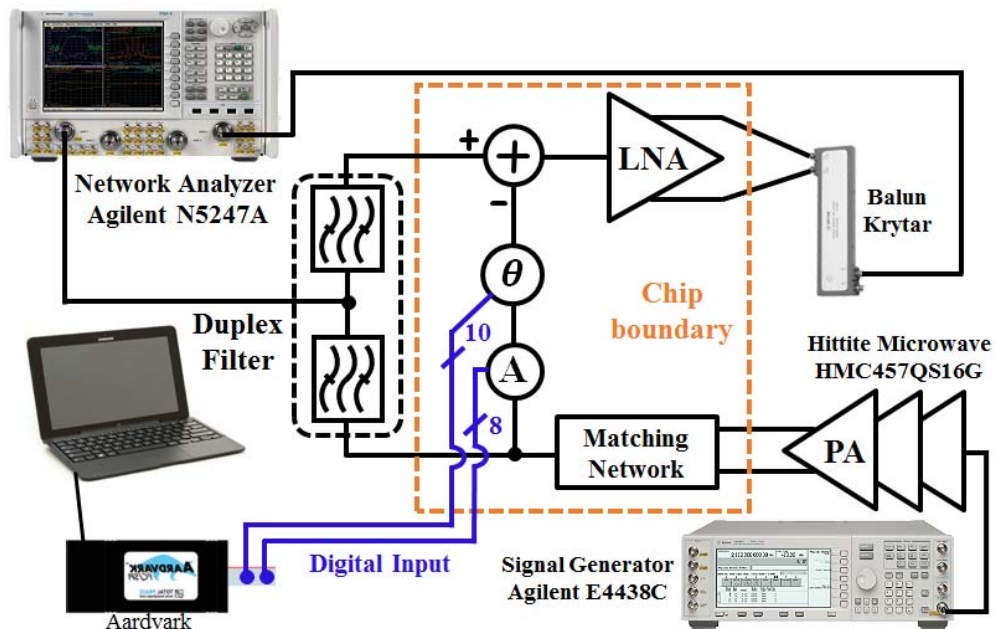 Network Analyzer
Agilent N5247A
+
-
LNA
Balun
Krytar
θ
10
A
8
Chip
boundary
Duplex
Filter
Hittite Microwave
HMC457QS16G
Matching
Network
PA
Digital Input
Signal Generator
Agilent E4438C
AARDVARK
Aardvark